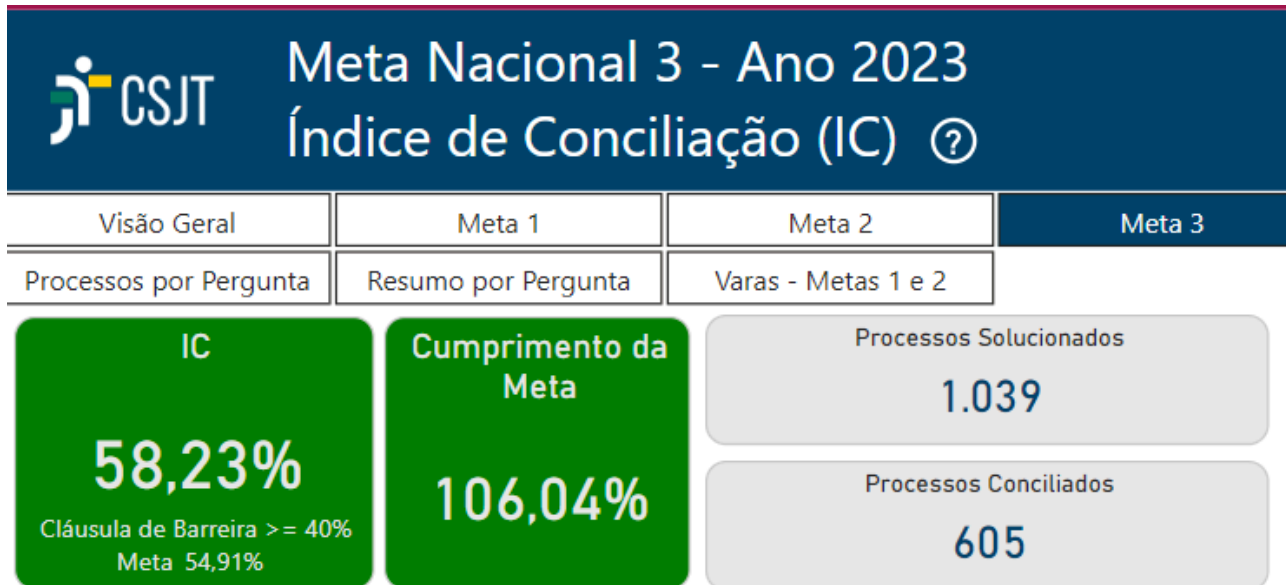 CSJT
Meta Nacional 3 - Ano 2023
Índice de Conciliação (IC) ?
Visão Geral
Meta 1
Meta 2
Meta 3
Processos por Pergunta
Resumo por Pergunta
Varas - Metas 1 e 2
IC
58,23%
Cláusula de Barreira >= 40%
Meta 54,91%
Cumprimento da
Meta
106,04%
Processos Solucionados
1.039
Processos Conciliados
605